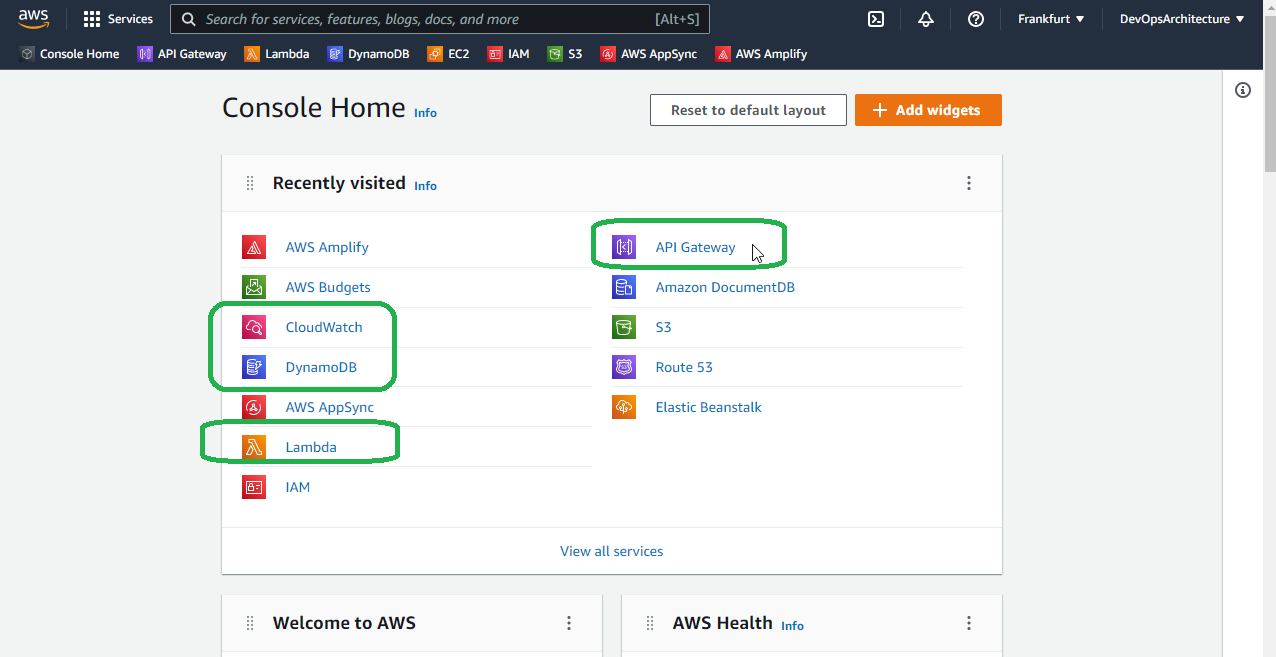 aws Services Search for services, features, blogs, docs, and more [Alt+S] Frankfurt ▼ DevOpsArchitecture ▼
Console Home API Gateway Lambda DynamoDB EC2 IAM S3 AWS AppSync AWS Amplify
Console Home Info Reset to default layout + Add widgets
Recently visited Info
AWS Amplify API Gateway
AWS Budgets Amazon DocumentDB
CloudWatch S3
DynamoDB Route 53
AWS AppSync Elastic Beanstalk
Lambda
IAM
View all services
Welcome to AWS AWS Health Info